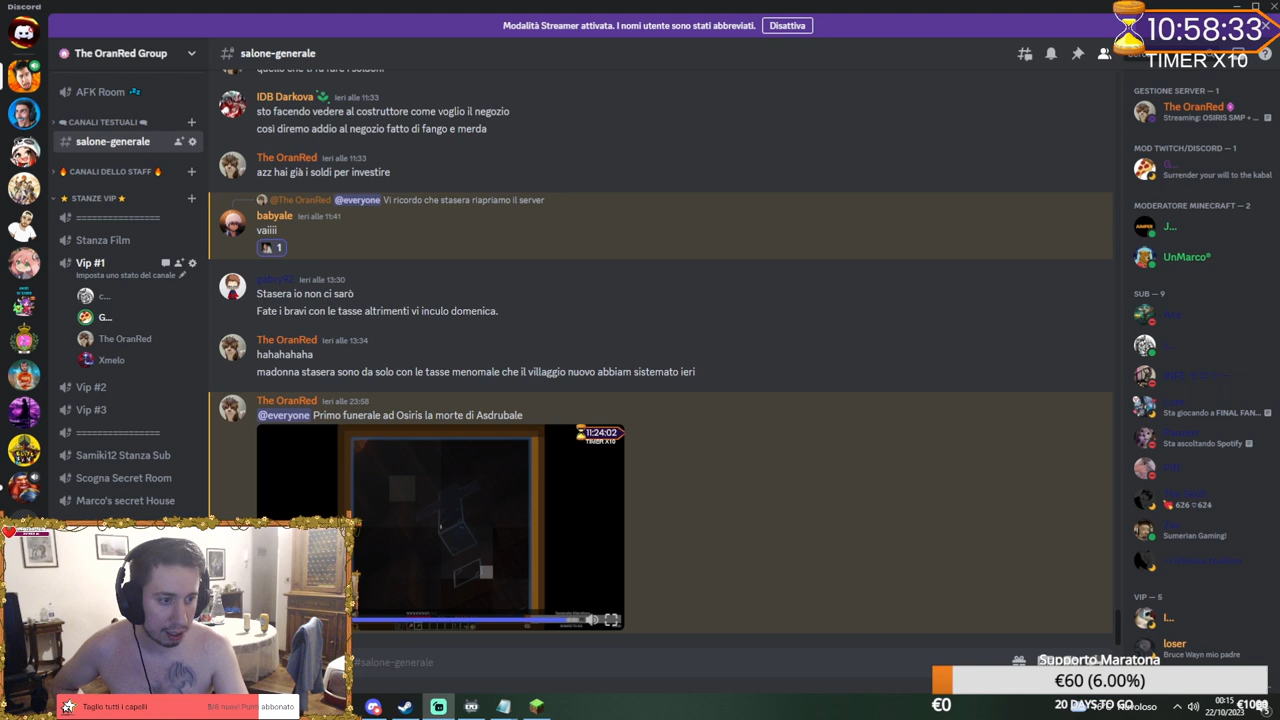 Discord
Modalità Streamer attivata. I nomi utente sono stati abbreviati.
Disattiva
10:58:33
TIMER X10
The OranRed Group
salone-generale
AFK Room
CANALI TESTUALI
salone-generale
CANALI DELLO STAFF
STANZE VIP
================
Stanza Film
Vip #1
Imposta uno stato del canale
c...
G...
The OranRed
Xmelo
Vip #2
Vip #3
================
Samiki12 Stanza Sub
Scogna Secret Room
Marco's secret House
IDB Darkova Ieri alle 11:33
sto facendo vedere al costruttore come voglio il negozio
così diremo addio al negozio fatto di fango e merda
The OranRed Ieri alle 11:33
azz hai già i soldi per investire
@The OranRed @everyone Vi ricordo che stasera riapriamo il server
babyale Ieri alle 11:41
vaiiii
1
Ieri alle 13:30
Stasera io non ci sarò
Fate i bravi con le tasse altrimenti vi inculo domenica.
The OranRed Ieri alle 13:34
hahahahaha
madonna stasera sono da solo con le tasse menomale che il villaggio nuovo abbiam sistemato ieri
The OranRed Ieri alle 23:58
@everyone Primo funerale ad Osiris la morte di Asdrubale
11:24:02
TIMER X10
#salone-generale
GESTIONE SERVER — 1
The OranRed
Streaming: OSIRIS SMP + ...
MOD TWITCH/DISCORD — 1
G...
Surrender your will to the kabal
MODERATORE MINECRAFT — 2
J...
UnMarco®
SUB — 9
Sta giocando a FINAL FAN...
Sta ascoltando Spotify
626 624
Sumerian Gaming!
VIP — 5
I...
loser
Bruce Wayn mio padre
Supporto Maratona
€60 (6.00%)
€0
20 DAYS TO GO
€1000
00:15
22/10/2023
Taglio tutti i capelli